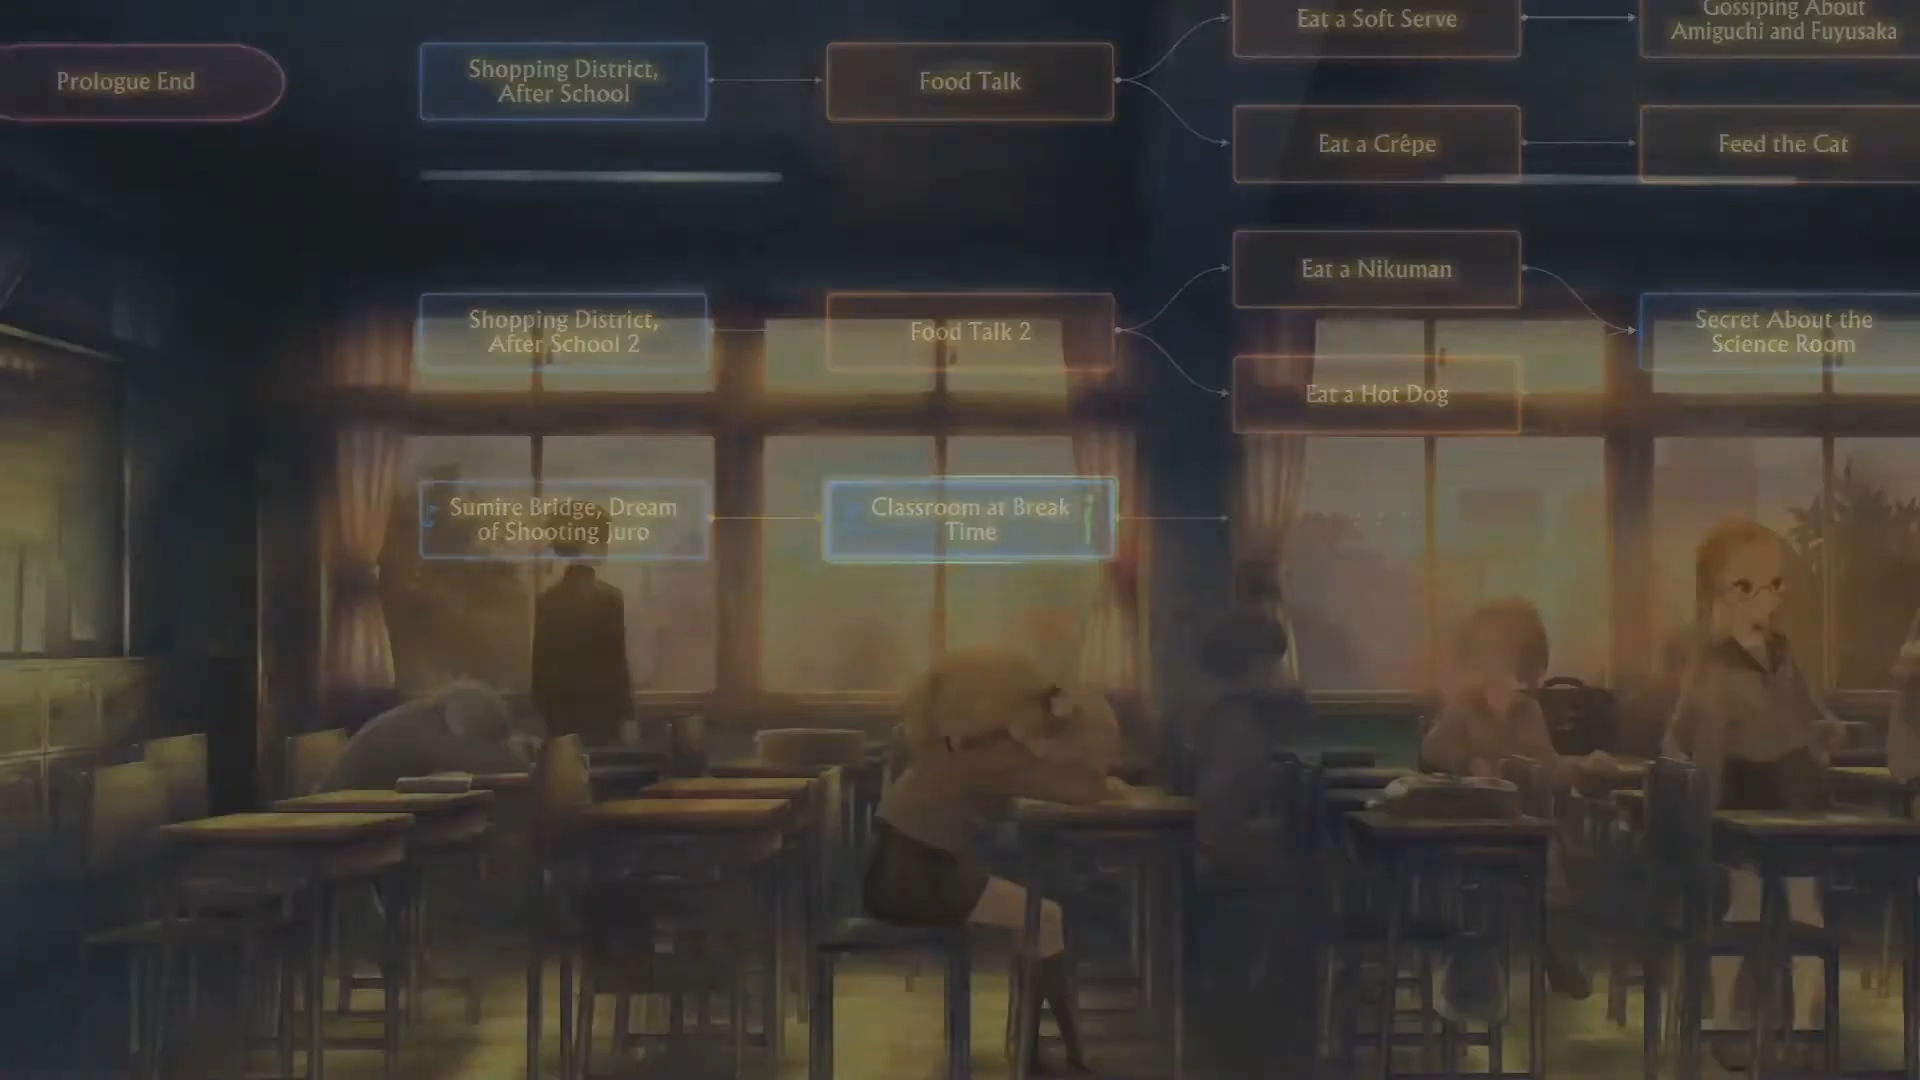 Eat a Soft Serve
Gossiping About
Amiguchi and Fuyusaka
Prologue End
Shopping District,
After School
Food Talk
Eat a Crêpe
Feed the Cat
Eat a Nikuman
Shopping District,
After School 2
Food Talk 2
Secret About the
Science Room
Eat a Hot Dog
Sumire Bridge, Dream
of Shooting Juro
Classroom at Break
Time